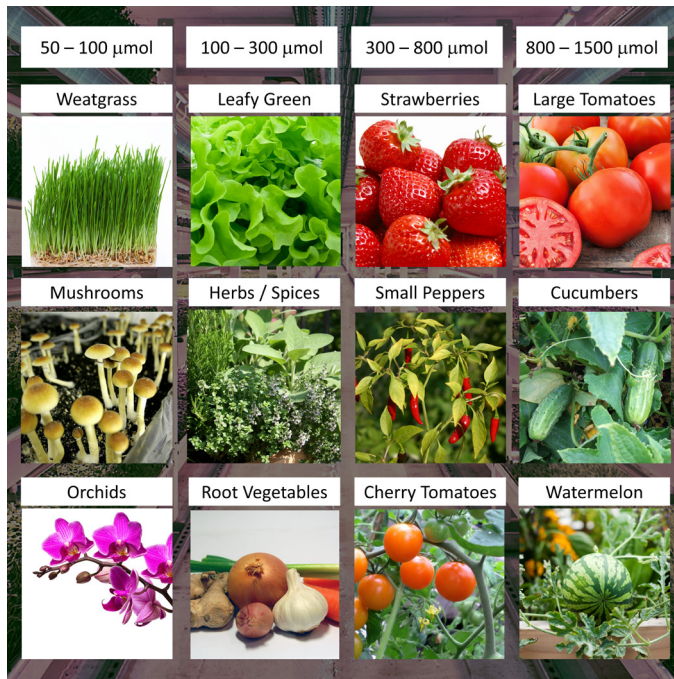 50 – 100 μmol
100 – 300 μmol
300 – 800 μmol
800 – 1500 μmol
Weatgrass
Leafy Green
Strawberries
Large Tomatoes
Mushrooms
Herbs / Spices
Small Peppers
Cucumbers
Orchids
Root Vegetables
Cherry Tomatoes
Watermelon